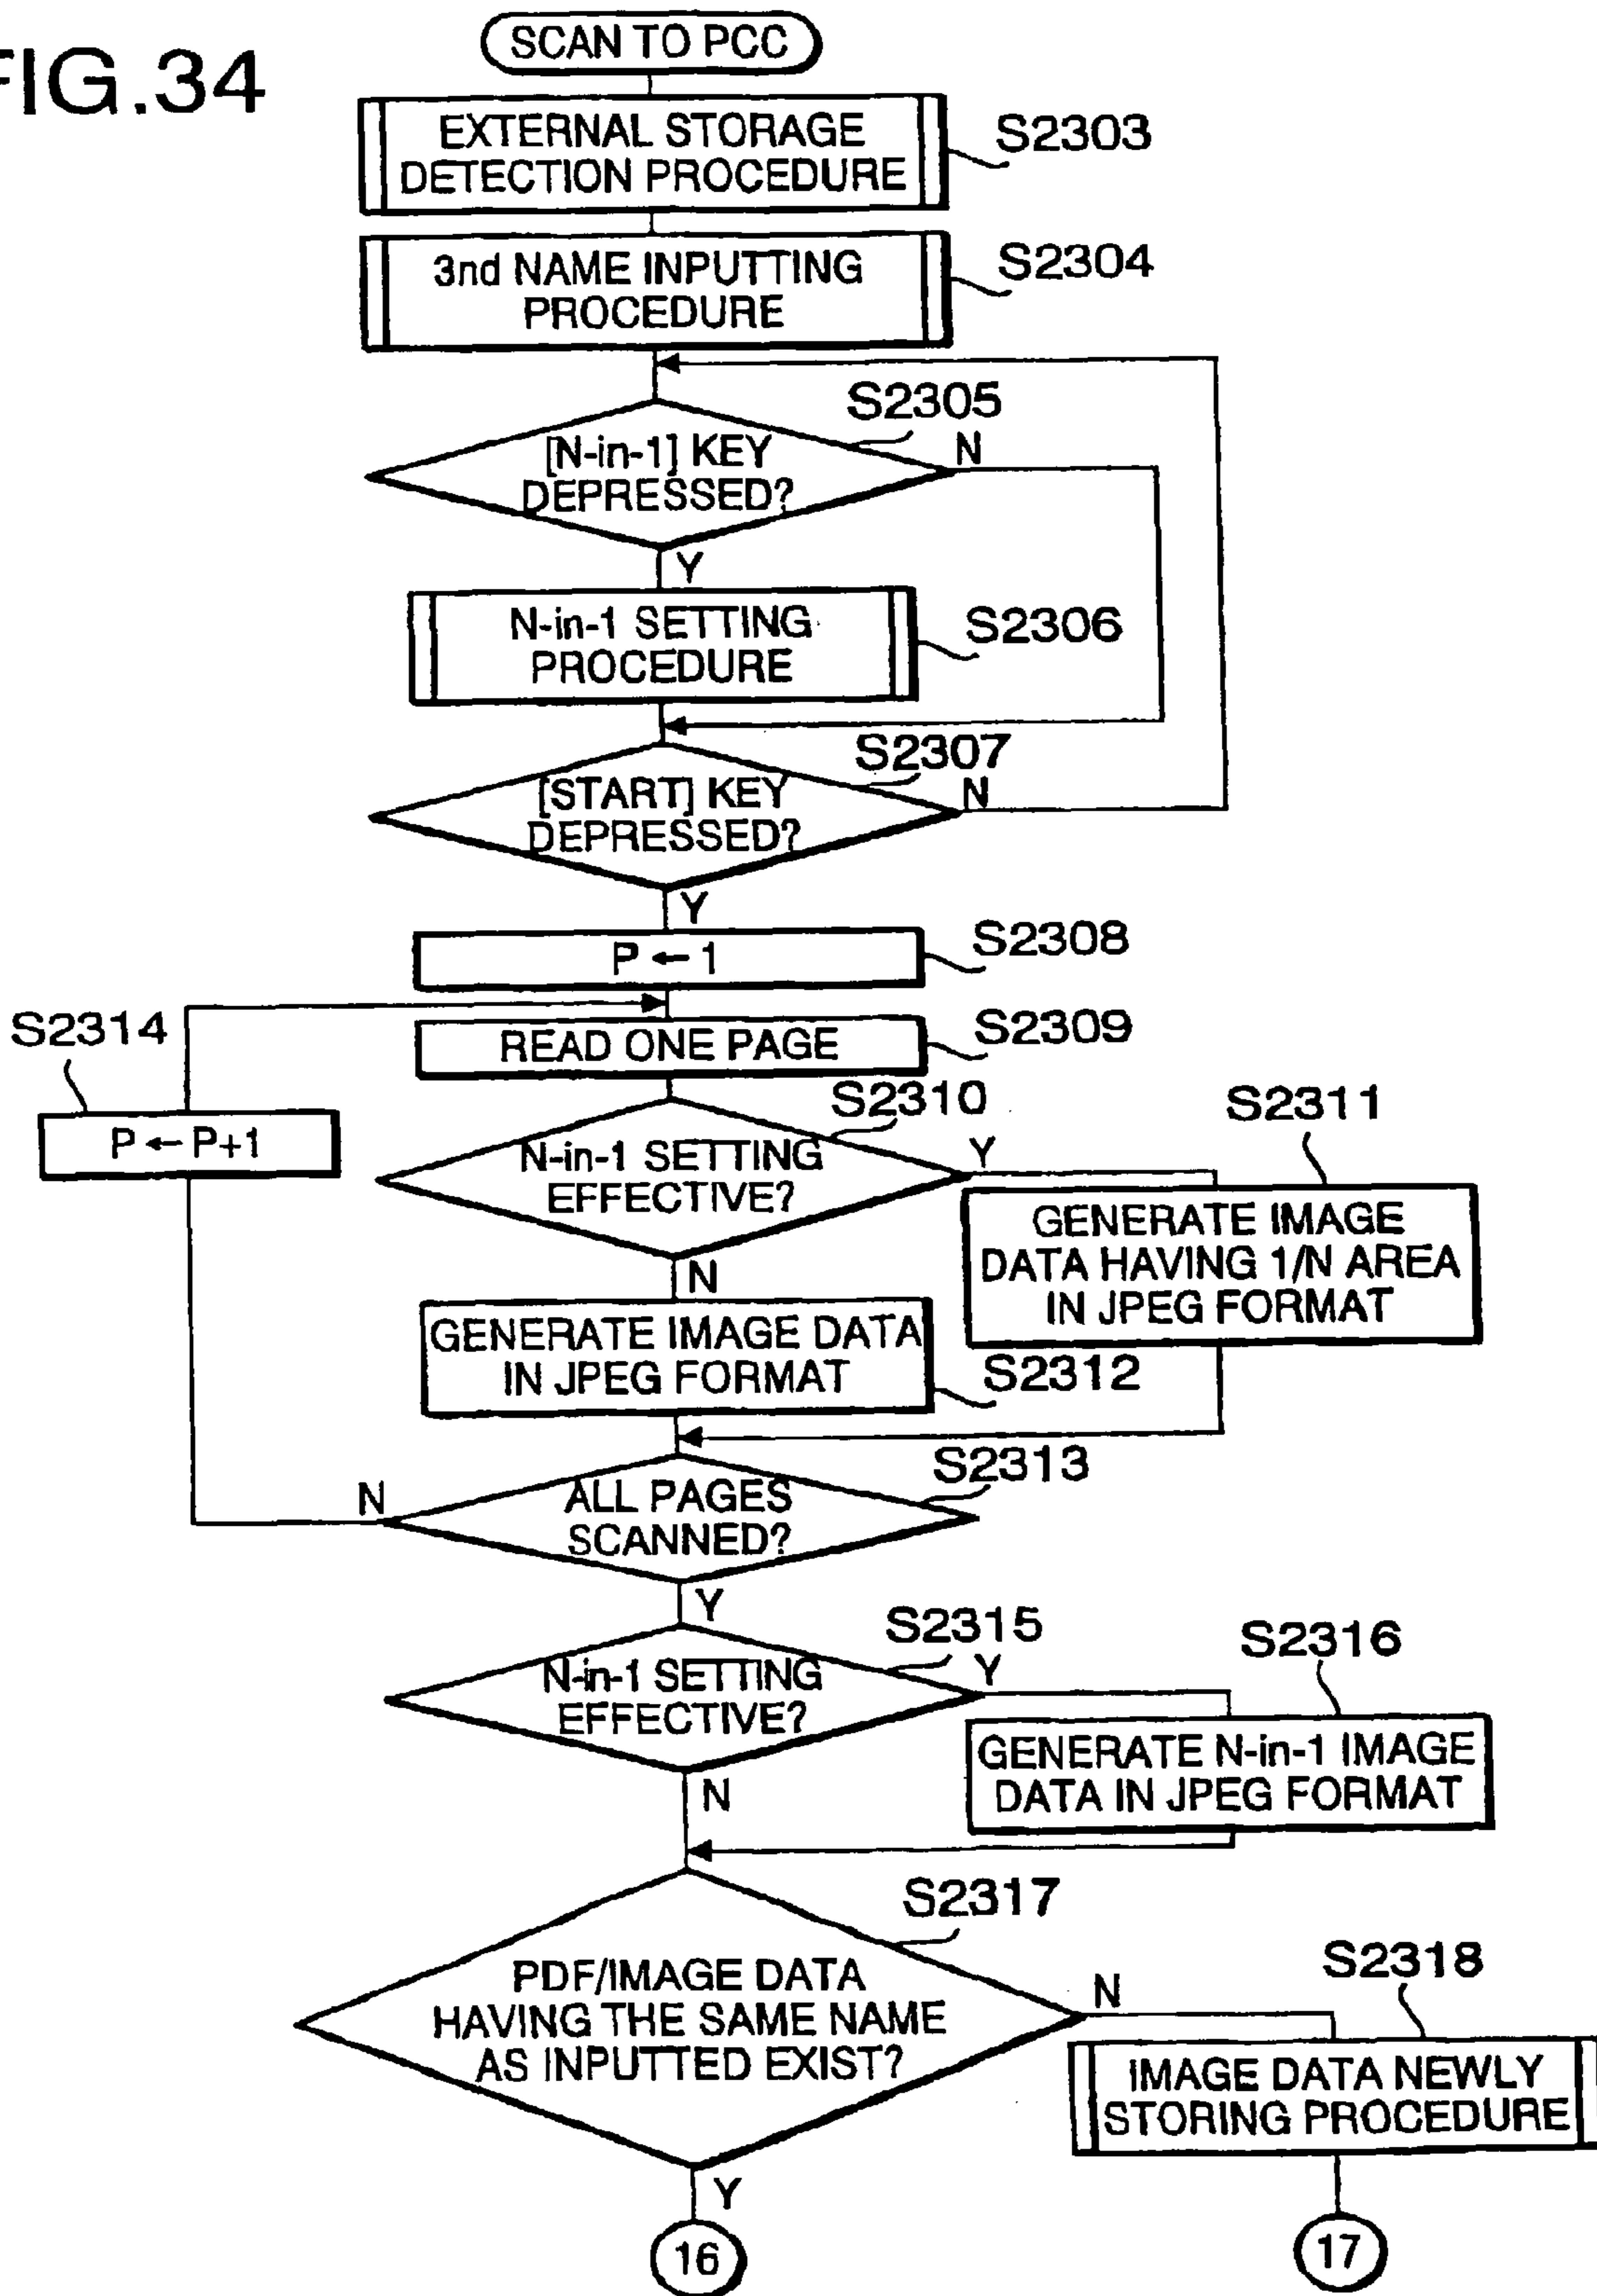 FIG.34
SCAN TO PCC
EXTERNAL STORAGE
DETECTION PROCEDURE
S2303
3nd NAME INPUTTING
PROCEDURE
S2304
S2305
[N-in-1] KEY
DEPRESSED?
N
Y
N-in-1 SETTING
PROCEDURE
S2306
S2307
[START] KEY
DEPRESSED?
N
Y
P ← 1
S2308
S2314
READ ONE PAGE
S2309
P ← P+1
S2310
N-in-1 SETTING
EFFECTIVE?
Y
S2311
GENERATE IMAGE
DATA HAVING 1/N AREA
IN JPEG FORMAT
N
GENERATE IMAGE DATA
IN JPEG FORMAT
S2312
S2313
N
ALL PAGES
SCANNED?
Y
S2315
N-in-1 SETTING
EFFECTIVE?
Y
S2316
GENERATE N-in-1 IMAGE
DATA IN JPEG FORMAT
N
S2317
PDF/IMAGE DATA
HAVING THE SAME NAME
AS INPUTTED EXIST?
N
S2318
IMAGE DATA NEWLY
STORING PROCEDURE
Y
16
17